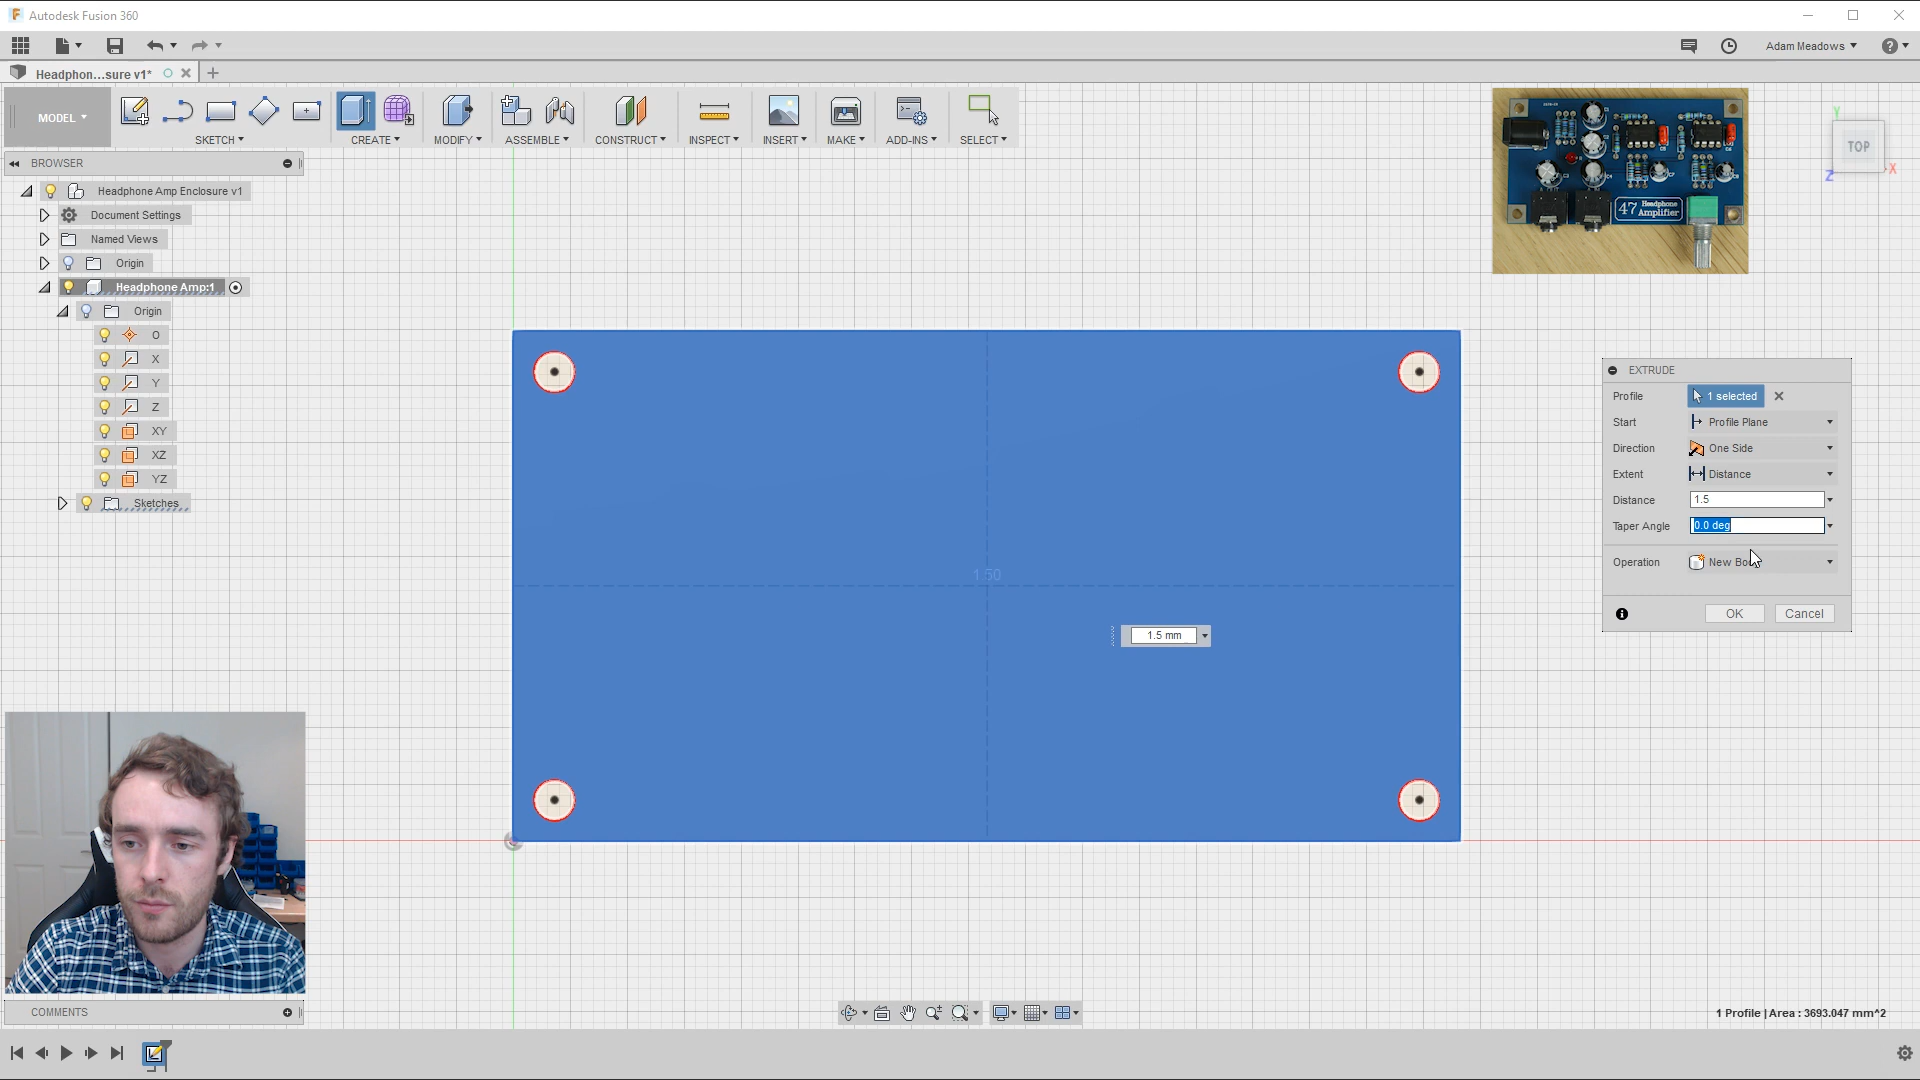 Autodesk Fusion 360
Adam Meadows
Headphon...sure v1*
MODEL
SKETCH
CREATE
MODIFY
ASSEMBLE
CONSTRUCT
INSPECT
INSERT
MAKE
ADD-INS
SELECT
BROWSER
Headphone Amp Enclosure v1
Document Settings
Named Views
Origin
Headphone Amp:1
Origin
O
X
Y
Z
XY
XZ
YZ
Sketches
47 Headphone
Amplifier
Y
TOP
X
Z
1.50
1.5 mm
EXTRUDE
Profile 1 selected
Start Profile Plane
Direction One Side
Extent Distance
Distance 1.5
Taper Angle 0.0 deg
Operation New
OK Cancel
COMMENTS
1 Profile | Area : 3693.047 mm^2